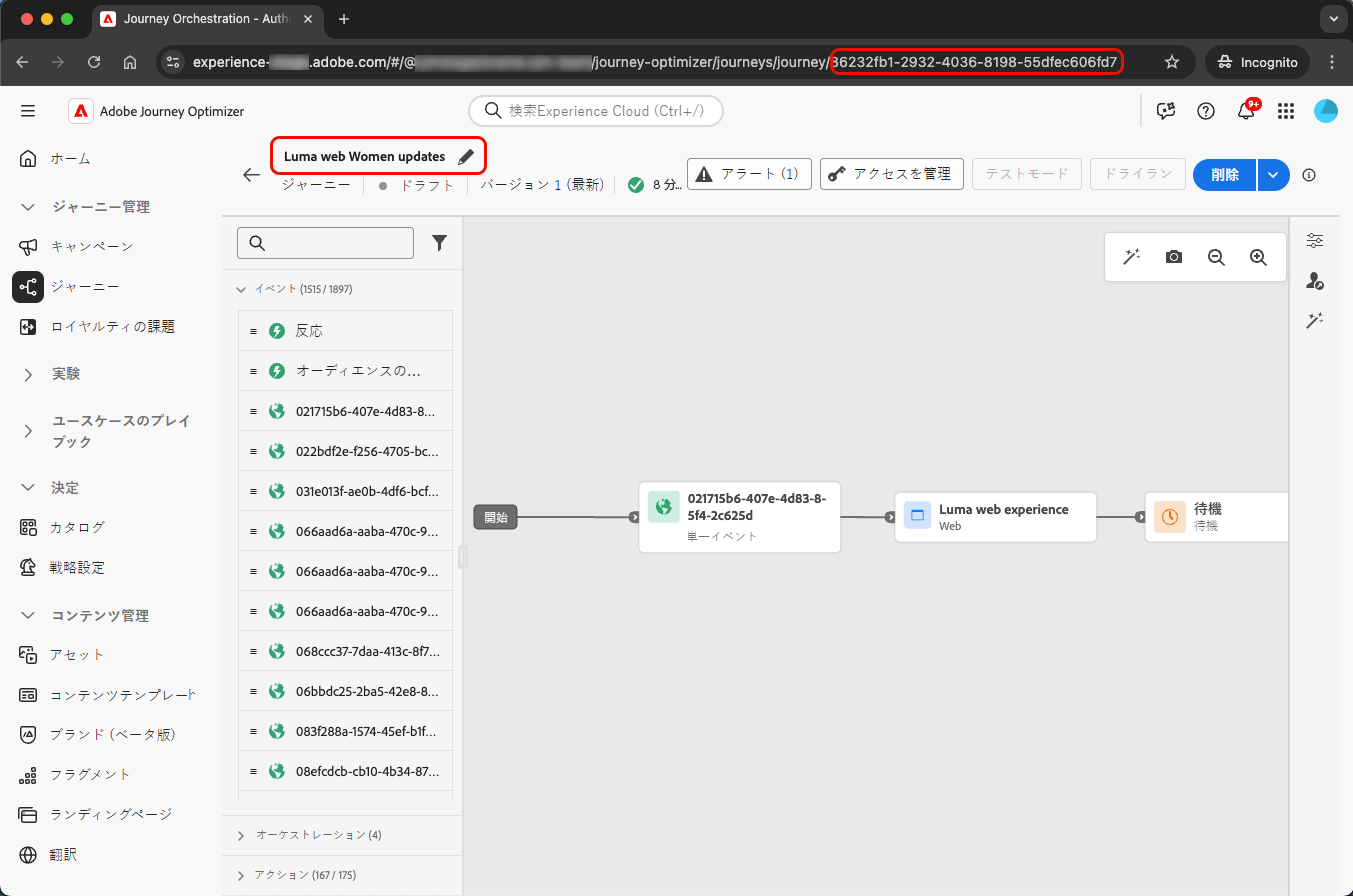 Journey Orchestration - Auth
experience-
.adobe.com/#/@
/journey-optimizer/journeys/journey/86232fb1-2932-4036-8198-55dfec606fd7
Incognito
Adobe Journey Optimizer
検索Experience Cloud (Ctrl+/)
9+
Luma web Women updates
ジャーニー
ドラフト
バージョン 1 (最新)
8 分...
アラート (1)
アクセスを管理
テストモード
ドライラン
削除
ホーム
ジャーニー管理
キャンペーン
ジャーニー
ロイヤルティの課題
実験
ユースケースのプレイ
ブック
決定
カタログ
戦略設定
コンテンツ管理
アセット
コンテンツテンプレート
ブランド (ベータ版)
フラグメント
ランディングページ
翻訳
イベント (1515 / 1897)
反応
オーディエンスの...
021715b6-407e-4d83-8...
022bdf2e-f256-4705-bc...
031e013f-ae0b-4df6-bcf...
066aad6a-aaba-470c-9...
066aad6a-aaba-470c-9...
066aad6a-aaba-470c-9...
068ccc37-7daa-413c-8f7...
06bbdc25-2ba5-42e8-8...
083f288a-1574-45ef-b1f...
08efcdcb-cb10-4b34-87...
オーケストレーション (4)
アクション (167 / 175)
開始
021715b6-407e-4d83-8-
5f4-2c625d
単一イベント
Luma web experience
Web
待機
待機